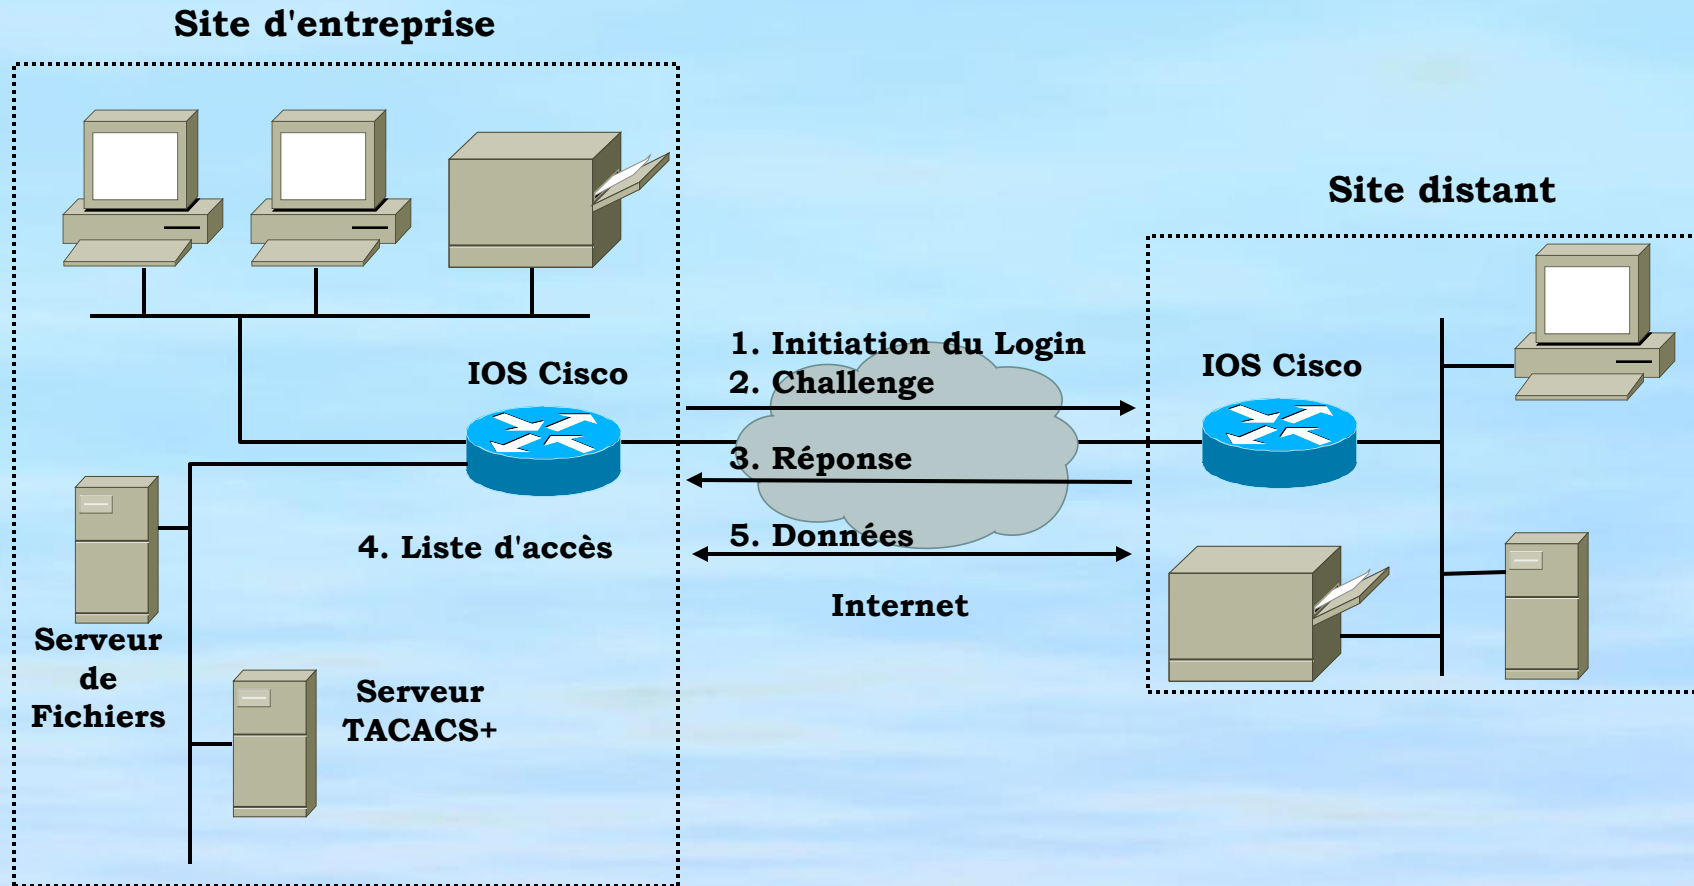 Site d'entreprise
Site distant
1. Initiation du Login
IOS Cisco
2. Challenge
IOS Cisco
3. Réponse
4. Liste d'accès
5. Données
Internet
Serveur
de
Fichiers
Serveur
TACACS+